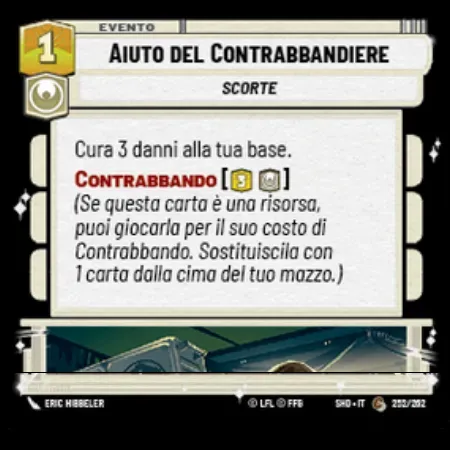 EVENTO
1
AIUTO DEL CONTRABBANDIERE
SCORTE
Cura 3 danni alla tua base.
CONTRABBANDO [3 ]
(Se questa carta è una risorsa,
puoi giocarla per il suo costo di
Contrabbando. Sostituiscila con
1 carta dalla cima del tuo mazzo.)
ERIC HIBBELER
© LFL © FFG
SHD • IT
252/262